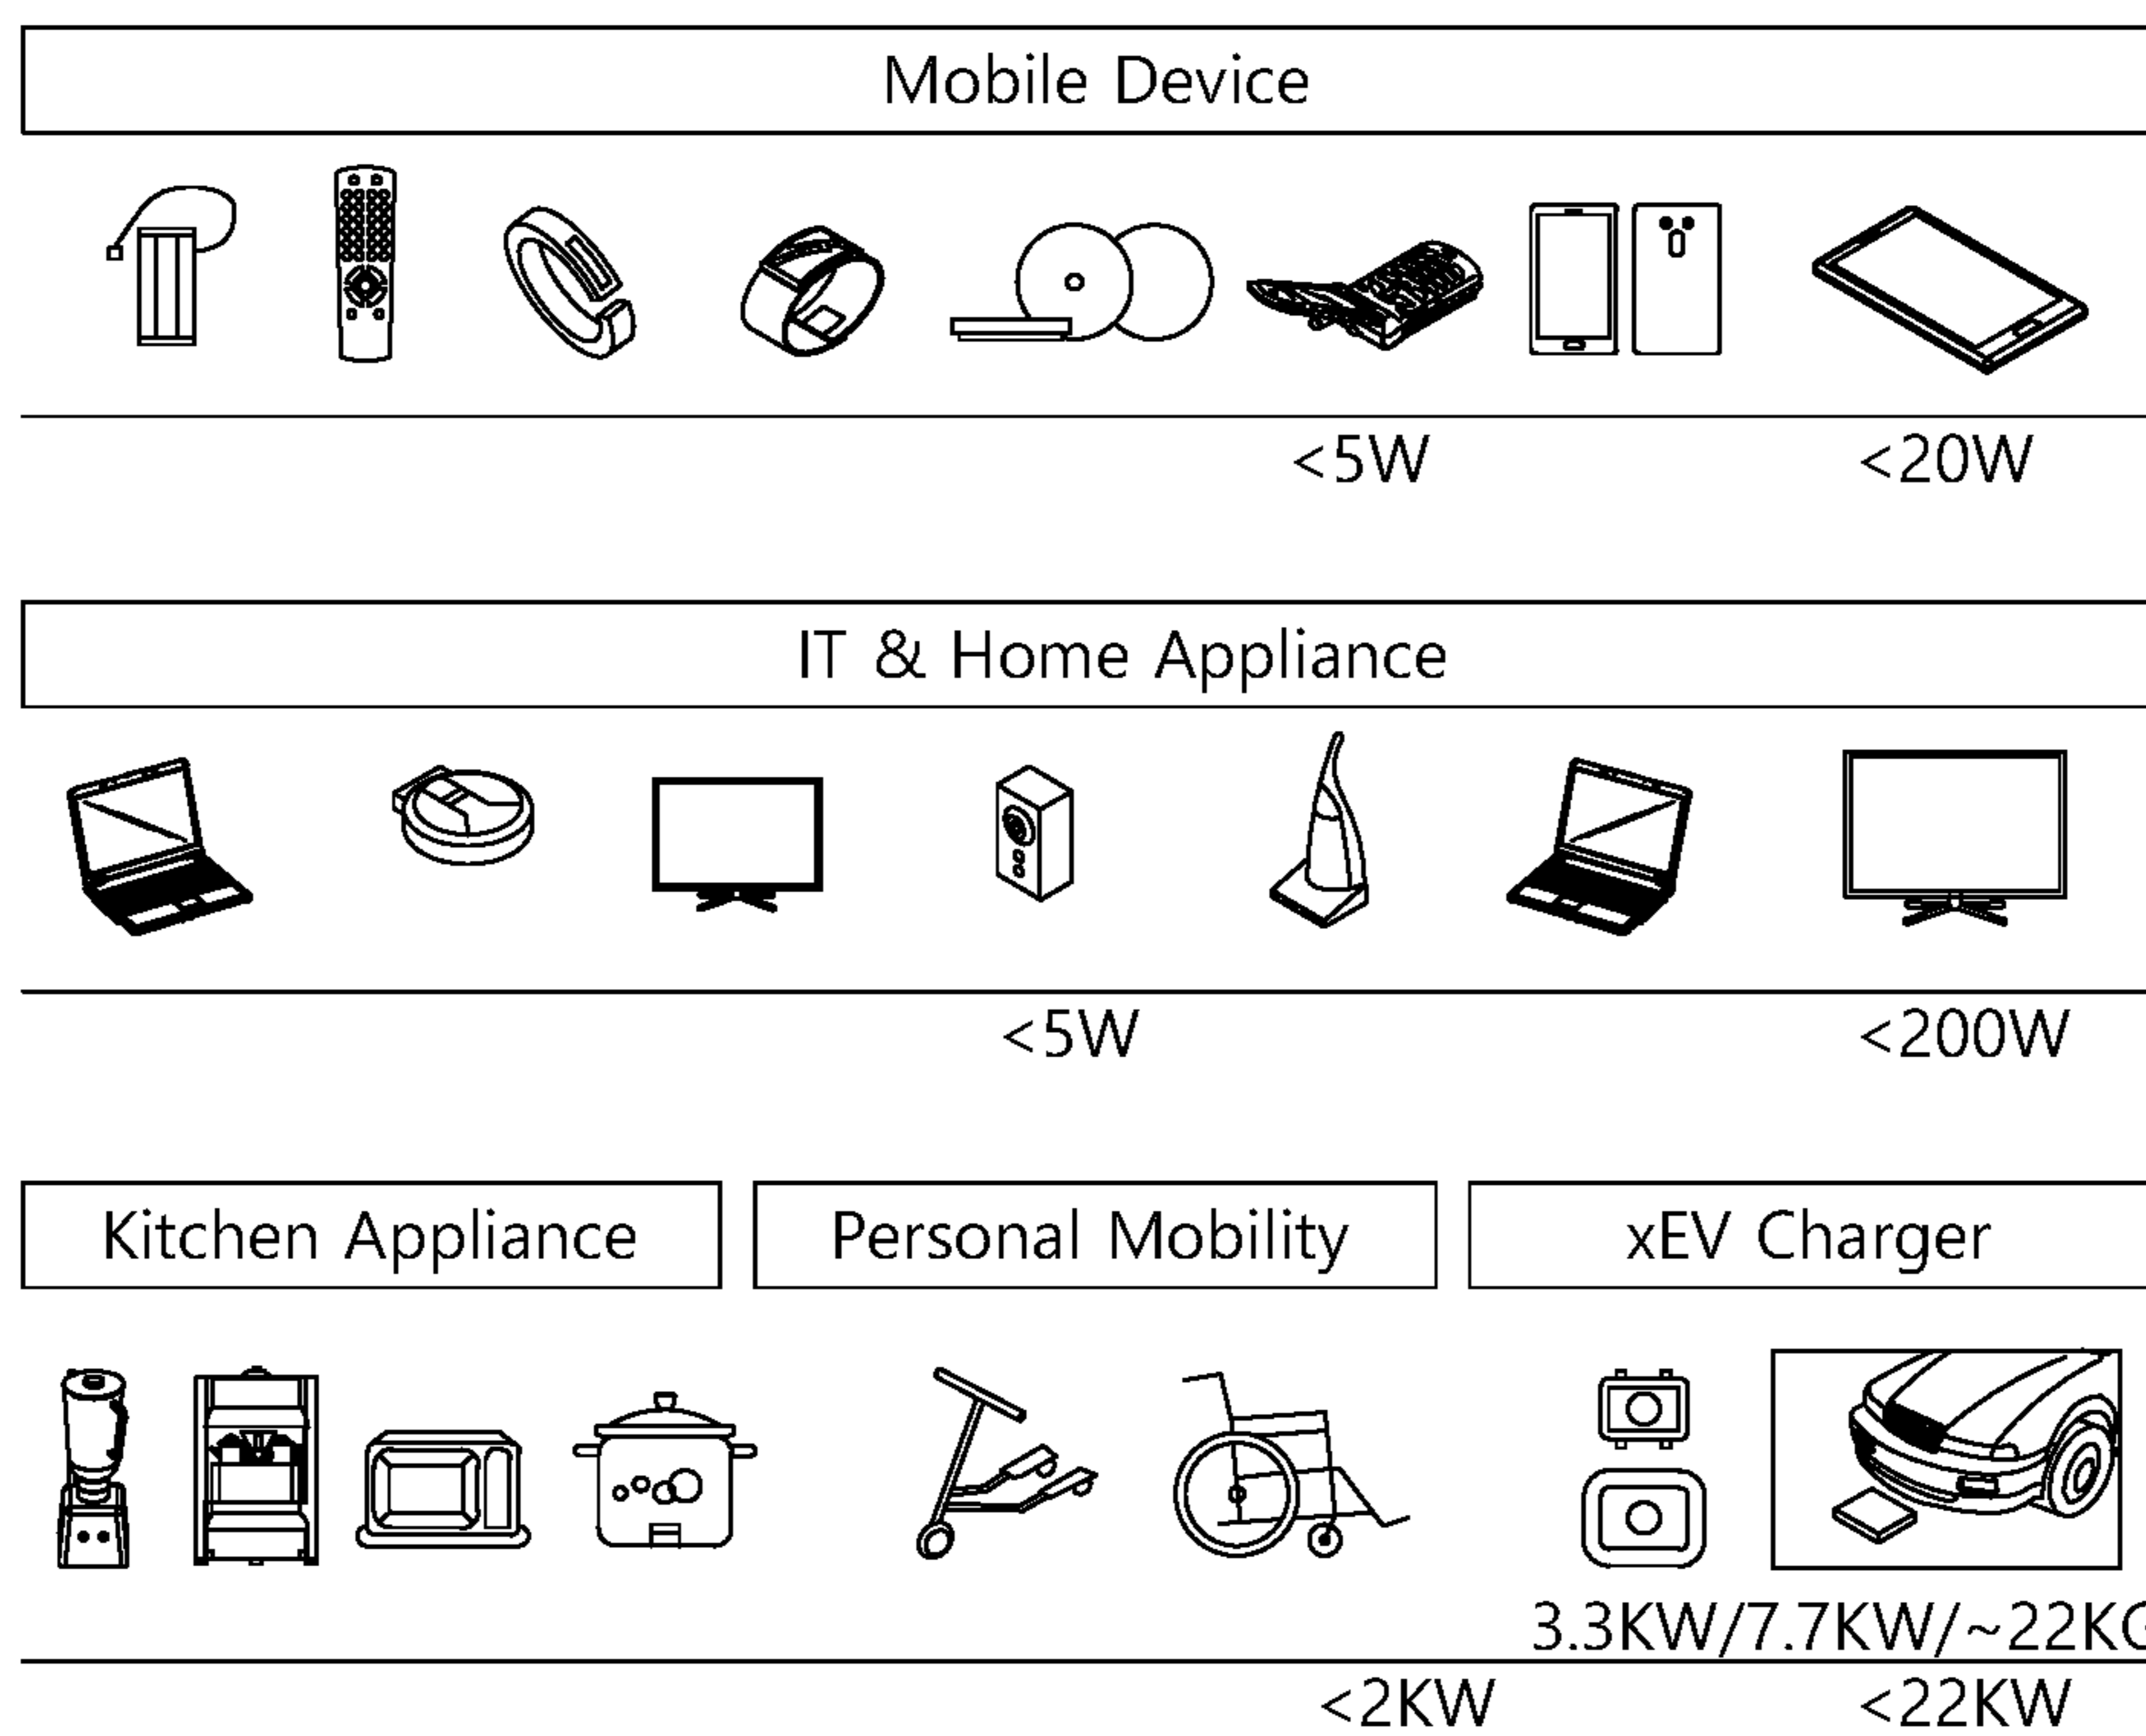 Mobile Device
<5W <20W
IT & Home Appliance
<5W <200W
Kitchen Appliance Personal Mobility xEV Charger
3.3KW/7.7KW/~22KG
<2KW <22KW